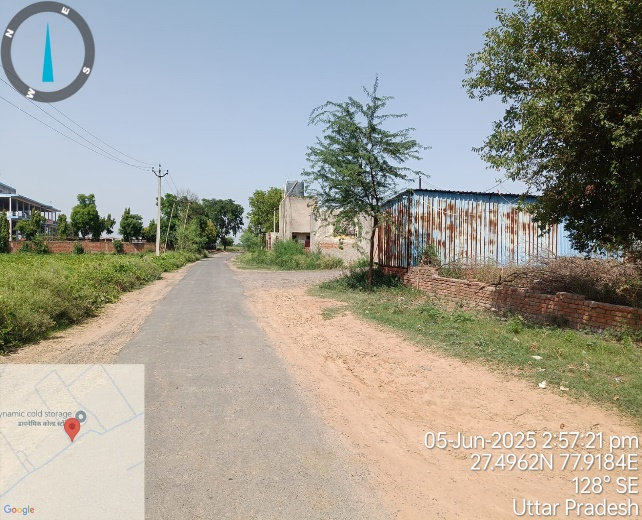 N
E
S
W
ynamic cold storage
डायनेमिक कोल्ड स्टो
Google
05-Jun-2025 2:57:21 pm
27.4962N 77.9184E
128° SE
Uttar Pradesh